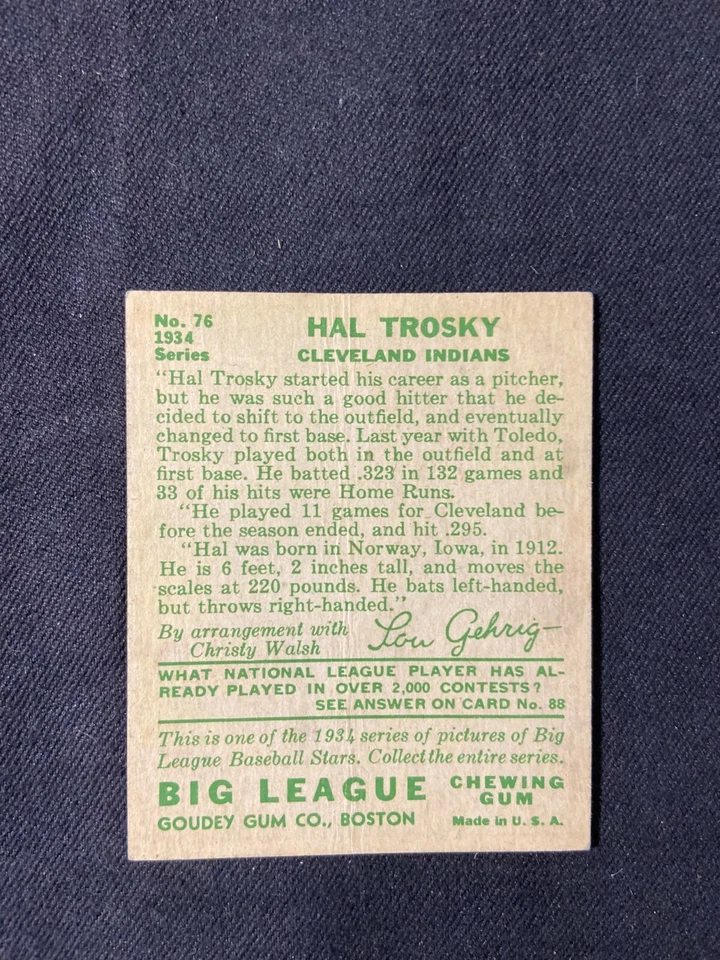 No. 76
1934
Series
HAL TROSKY
CLEVELAND INDIANS
"Hal Trosky started his career as a pitcher,
but he was such a good hitter that he de-
cided to shift to the outfield, and eventually
changed to first base. Last year with Toledo,
Trosky played both in the outfield and at
first base. He batted .323 in 132 games and
33 of his hits were Home Runs.
"He played 11 games for Cleveland be-
fore the season ended, and hit .295.
"Hal was born in Norway, Iowa, in 1912.
He is 6 feet, 2 inches tall, and moves the
scales at 220 pounds. He bats left-handed,
but throws right-handed."
By arrangement with
Christy Walsh
Lou Gehrig
WHAT NATIONAL LEAGUE PLAYER HAS AL-
READY PLAYED IN OVER 2,000 CONTESTS?
SEE ANSWER ON CARD No. 88
This is one of the 1934 series of pictures of Big
League Baseball Stars. Collect the entire series.
BIG LEAGUE CHEWING
GUM
GOUDEY GUM CO., BOSTON Made in U. S. A.